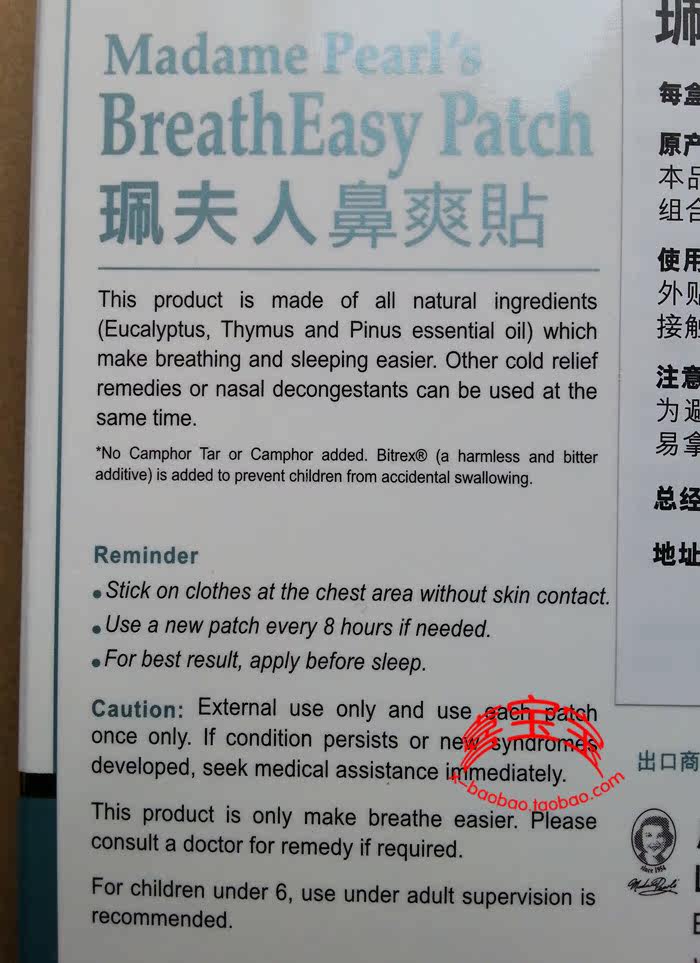 Madame Pearl's
BreathEasy Patch
珮夫人鼻爽貼
This product is made of all natural ingredients
(Eucalyptus, Thymus and Pinus essential oil) which
make breathing and sleeping easier. Other cold relief
remedies or nasal decongestants can be used at the
same time.
*No Camphor Tar or Camphor added. Bitrex® (a harmless and bitter
additive) is added to prevent children from accidental swallowing.
Reminder
• Stick on clothes at the chest area without skin contact.
• Use a new patch every 8 hours if needed.
• For best result, apply before sleep.
Caution: External use only and use each patch
once only. If condition persists or new syndromes
developed, seek medical assistance immediately.
This product is only make breathe easier. Please
consult a doctor for remedy if required.
For children under 6, use under adult supervision is
recommended.
x-baobao.taobao.com
珮
每盒
原产
本品
组合
使用
外贴
接触
注意
为避
易拿
总经
地址
出口商
since 1954
Madame Pearl's